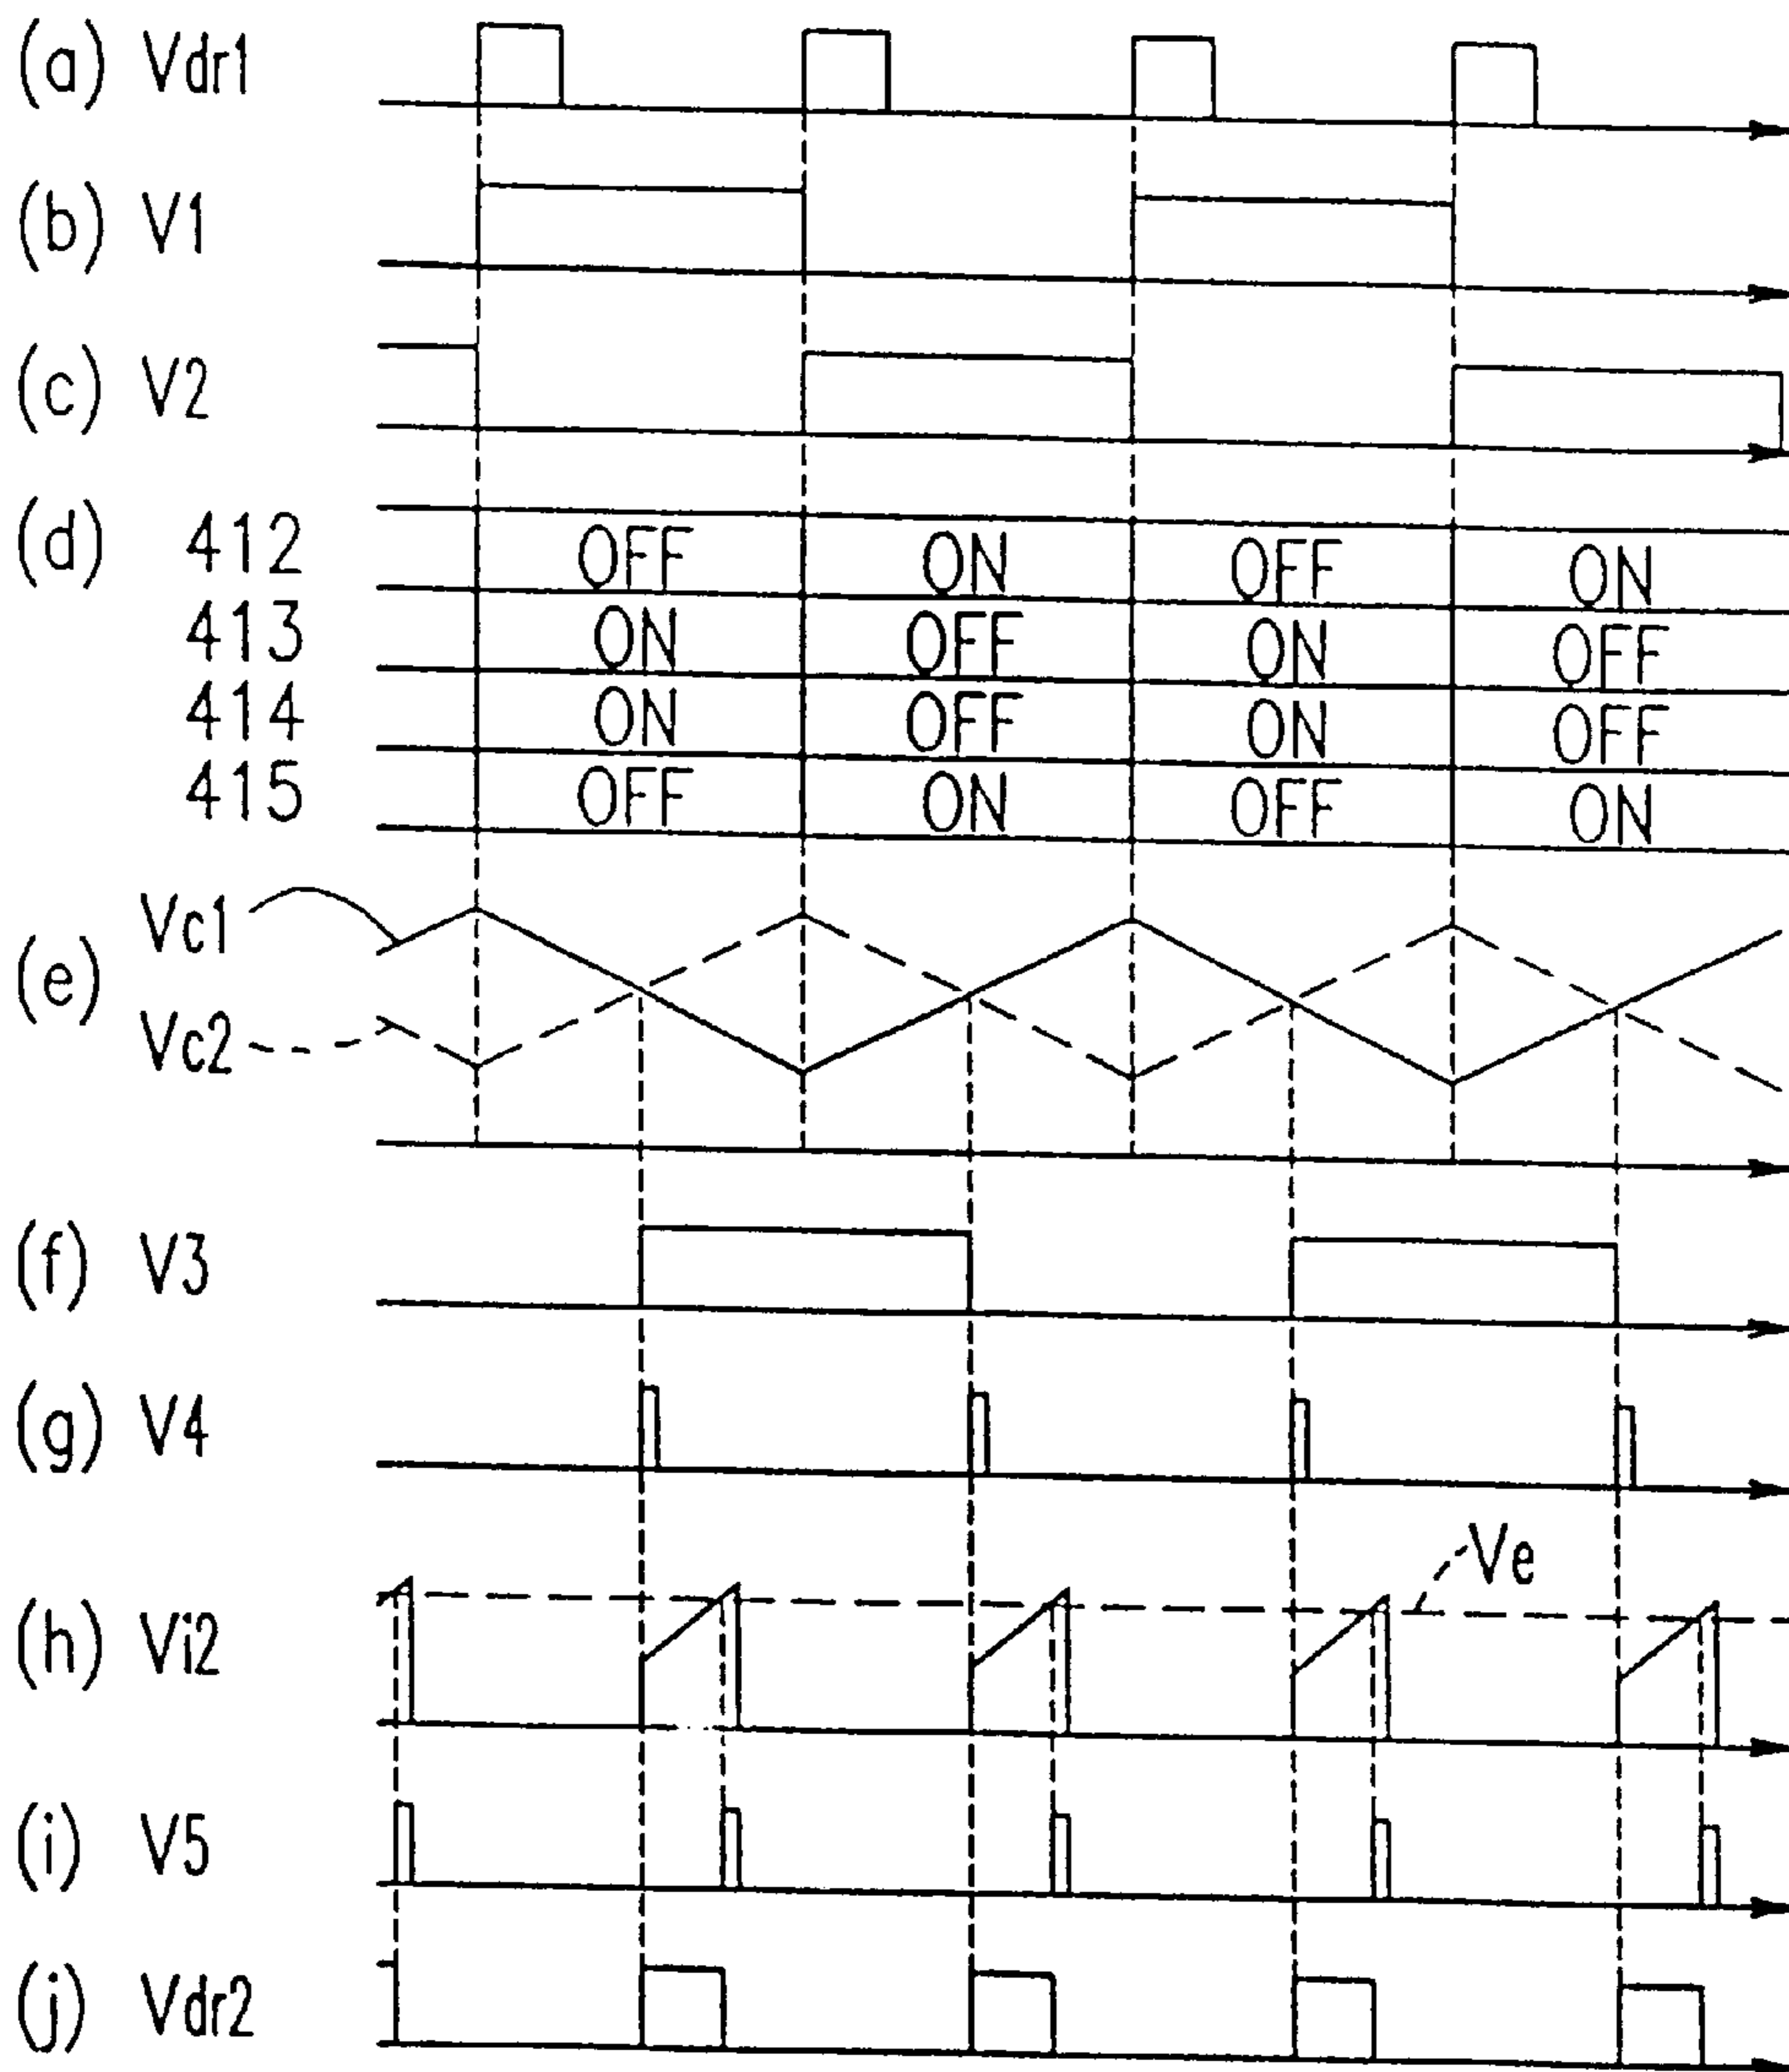 (a) Vdr1
(b) V1
(c) V2
(d) 412 OFF ON OFF ON
413 ON OFF ON OFF
414 ON OFF ON OFF
415 OFF ON OFF ON
Vc1
(e)
Vc2
(f) V3
(g) V4
Ve
(h) Vi2
(i) V5
(j) Vdr2